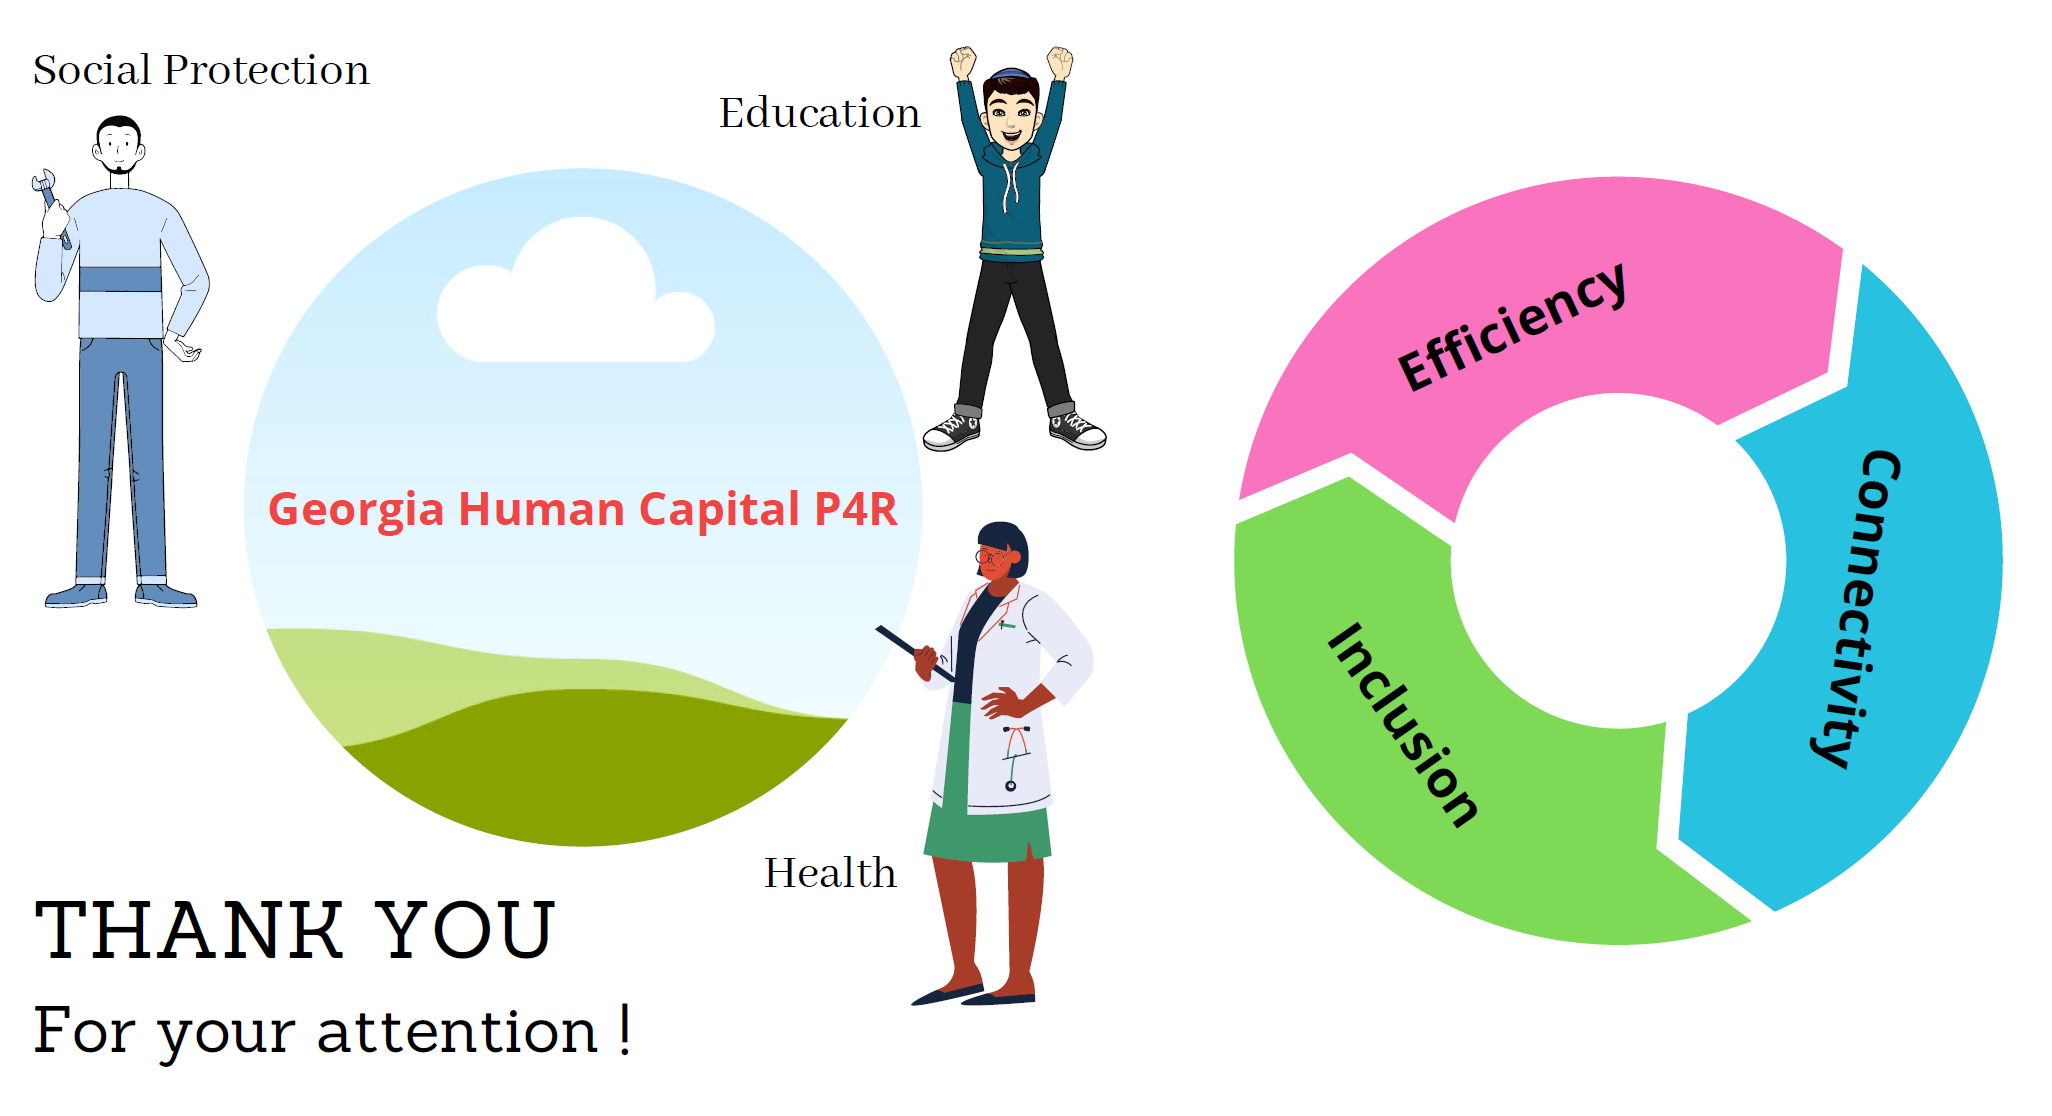 Social Protection
Education
Georgia Human Capital P4R
Health
THANK YOU
For your attention !
Efficiency
Connectivity
Inclusion